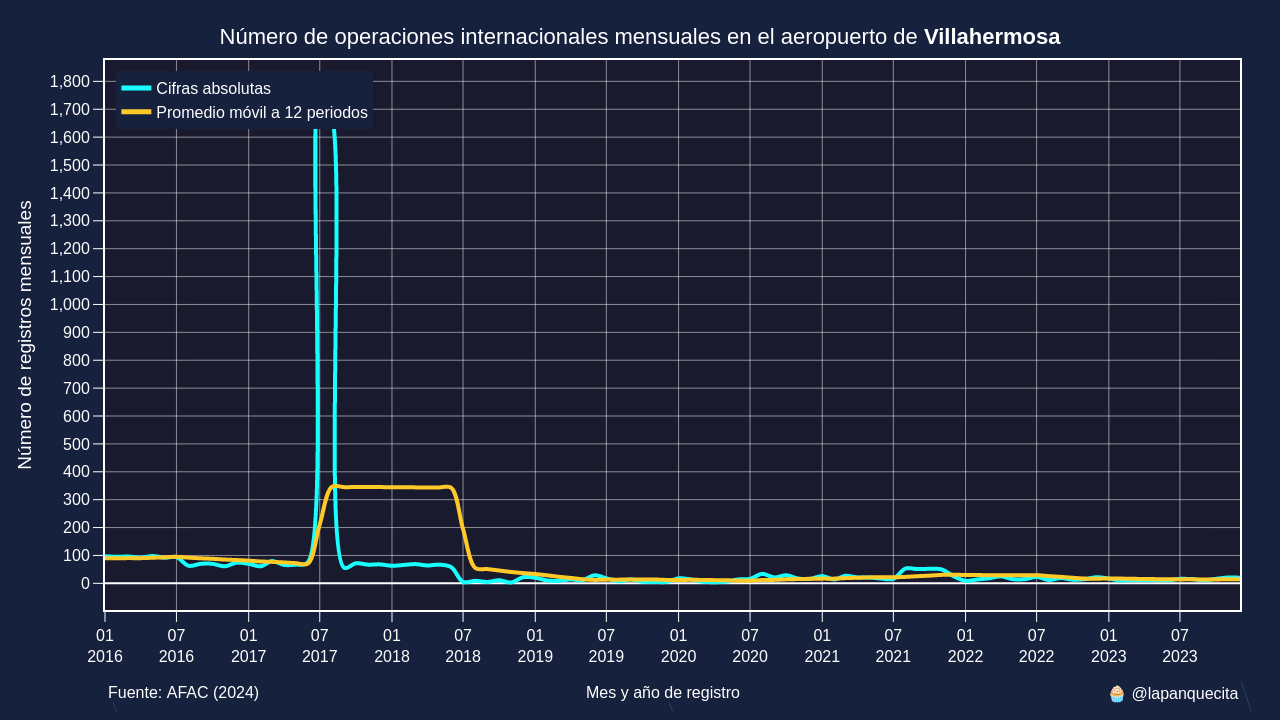 Número de operaciones internacionales mensuales en el aeropuerto de Villahermosa
Cifras absolutas
Promedio móvil a 12 periodos
Número de registros mensuales
1,800
1,700
1,600
1,500
1,400
1,300
1,200
1,100
1,000
900
800
700
600
500
400
300
200
100
0
01 07 01 07 01 07 01 07 01 07 01 07 01 07 01 07
2016 2016 2017 2017 2018 2018 2019 2019 2020 2020 2021 2021 2022 2022 2023 2023
Fuente: AFAC (2024) Mes y año de registro 🧁 @lapanquecita